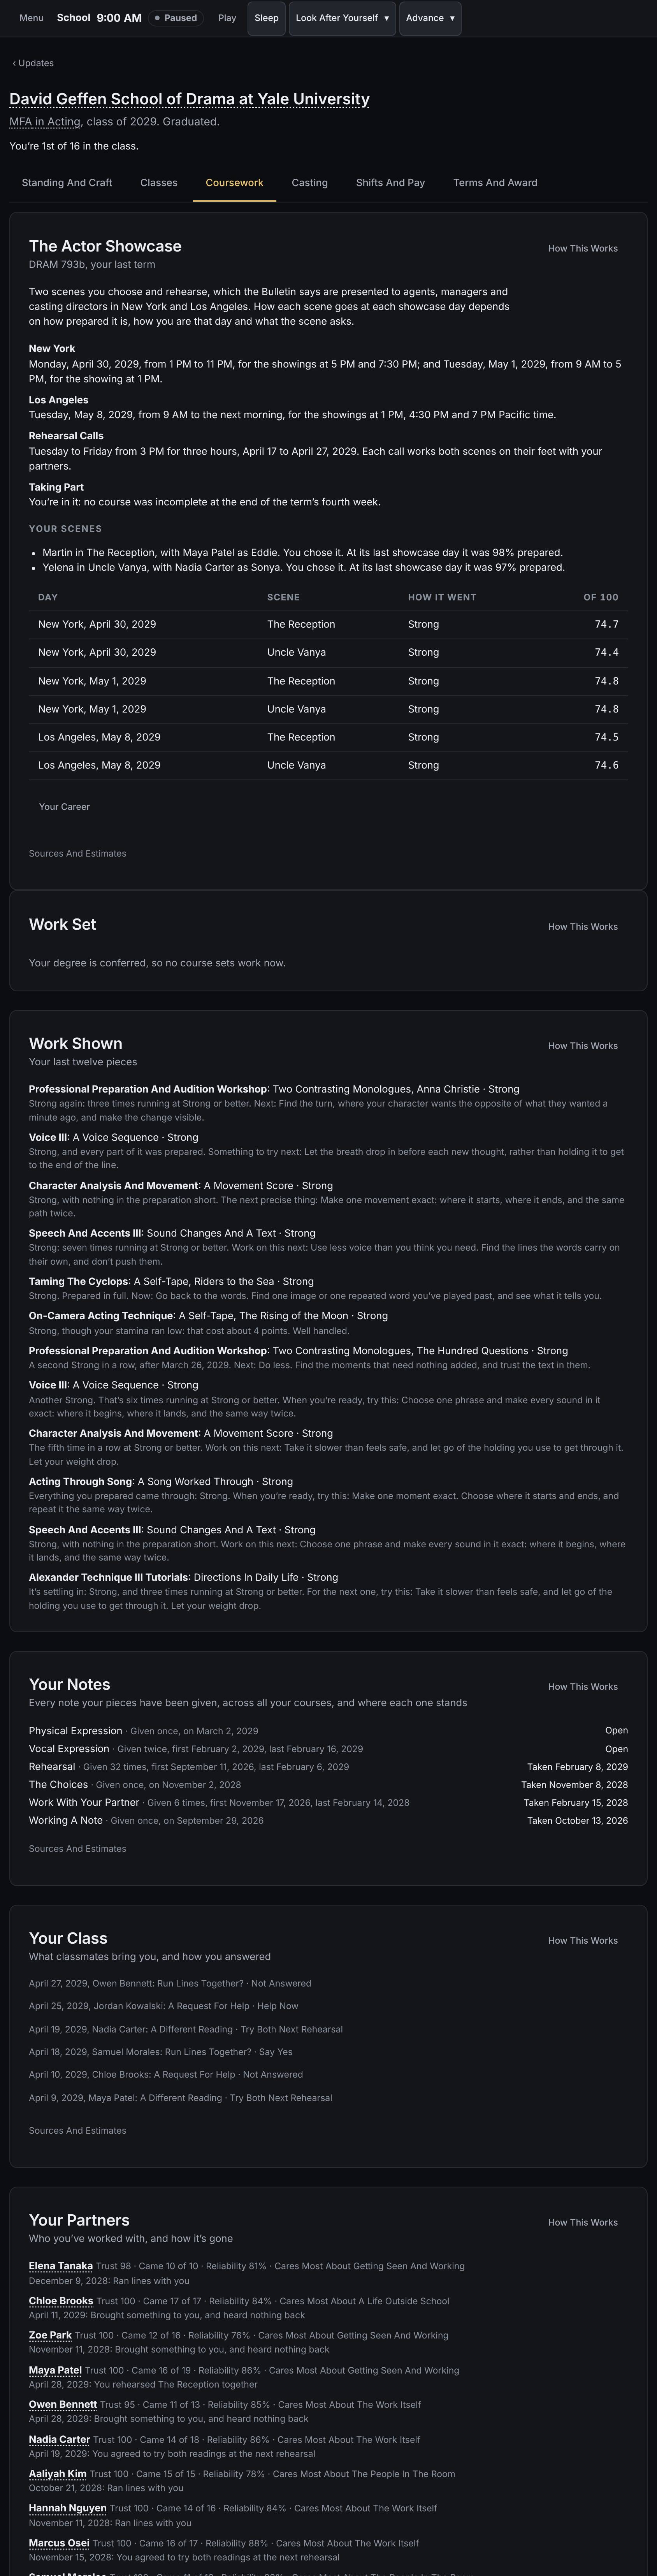 Menu School 9:00 AM Paused Play Sleep Look After Yourself ▾ Advance ▾
‹ Updates
David Geffen School of Drama at Yale University
MFA in Acting, class of 2029. Graduated.
You're 1st of 16 in the class.
Standing And Craft Classes Coursework Casting Shifts And Pay Terms And Award
The Actor Showcase How This Works
DRAM 793b, your last term
Two scenes you choose and rehearse, which the Bulletin says are presented to agents, managers and
casting directors in New York and Los Angeles. How each scene goes at each showcase day depends
on how prepared it is, how you are that day and what the scene asks.
New York
Monday, April 30, 2029, from 1 PM to 11 PM, for the showings at 5 PM and 7:30 PM; and Tuesday, May 1, 2029, from 9 AM to 5
PM, for the showing at 1 PM.
Los Angeles
Tuesday, May 8, 2029, from 9 AM to the next morning, for the showings at 1 PM, 4:30 PM and 7 PM Pacific time.
Rehearsal Calls
Tuesday to Friday from 3 PM for three hours, April 17 to April 27, 2029. Each call works both scenes on their feet with your
partners.
Taking Part
You're in it: no course was incomplete at the end of the term's fourth week.
YOUR SCENES
• Martin in The Reception, with Maya Patel as Eddie. You chose it. At its last showcase day it was 98% prepared.
• Yelena in Uncle Vanya, with Nadia Carter as Sonya. You chose it. At its last showcase day it was 97% prepared.
DAY SCENE HOW IT WENT OF 100
New York, April 30, 2029 The Reception Strong 74.7
New York, April 30, 2029 Uncle Vanya Strong 74.4
New York, May 1, 2029 The Reception Strong 74.8
New York, May 1, 2029 Uncle Vanya Strong 74.8
Los Angeles, May 8, 2029 The Reception Strong 74.5
Los Angeles, May 8, 2029 Uncle Vanya Strong 74.6
Your Career
Sources And Estimates
Work Set How This Works
Your degree is conferred, so no course sets work now.
Work Shown How This Works
Your last twelve pieces
Professional Preparation And Audition Workshop: Two Contrasting Monologues, Anna Christie · Strong
Strong again: three times running at Strong or better. Next: Find the turn, where your character wants the opposite of what they wanted a
minute ago, and make the change visible.
Voice III: A Voice Sequence · Strong
Strong, and every part of it was prepared. Something to try next: Let the breath drop in before each new thought, rather than holding it to get
to the end of the line.
Character Analysis And Movement: A Movement Score · Strong
Strong, with nothing in the preparation short. The next precise thing: Make one movement exact: where it starts, where it ends, and the same
path twice.
Speech And Accents III: Sound Changes And A Text · Strong
Strong: seven times running at Strong or better. Work on this next: Use less voice than you think you need. Find the lines the words carry on
their own, and don't push them.
Taming The Cyclops: A Self-Tape, Riders to the Sea · Strong
Strong. Prepared in full. Now: Go back to the words. Find one image or one repeated word you've played past, and see what it tells you.
On-Camera Acting Technique: A Self-Tape, The Rising of the Moon · Strong
Strong, though your stamina ran low: that cost about 4 points. Well handled.
Professional Preparation And Audition Workshop: Two Contrasting Monologues, The Hundred Questions · Strong
A second Strong in a row, after March 26, 2029. Next: Do less. Find the moments that need nothing added, and trust the text in them.
Voice III: A Voice Sequence · Strong
Another Strong. That's six times running at Strong or better. When you're ready, try this: Choose one phrase and make every sound in it
exact: where it begins, where it lands, and the same way twice.
Character Analysis And Movement: A Movement Score · Strong
The fifth time in a row at Strong or better. Work on this next: Take it slower than feels safe, and let go of the holding you use to get through it.
Let your weight drop.
Acting Through Song: A Song Worked Through · Strong
Everything you prepared came through: Strong. When you're ready, try this: Make one moment exact. Choose where it starts and ends, and
repeat it the same way twice.
Speech And Accents III: Sound Changes And A Text · Strong
Strong, with nothing in the preparation short. Work on this next: Choose one phrase and make every sound in it exact: where it begins, where
it lands, and the same way twice.
Alexander Technique III Tutorials: Directions In Daily Life · Strong
It's settling in: Strong, and three times running at Strong or better. For the next one, try this: Take it slower than feels safe, and let go of the
holding you use to get through it. Let your weight drop.
Your Notes How This Works
Every note your pieces have been given, across all your courses, and where each one stands
Physical Expression · Given once, on March 2, 2029 Open
Vocal Expression · Given twice, first February 2, 2029, last February 16, 2029 Open
Rehearsal · Given 32 times, first September 11, 2026, last February 6, 2029 Taken February 8, 2029
The Choices · Given once, on November 2, 2028 Taken November 8, 2028
Work With Your Partner · Given 6 times, first November 17, 2026, last February 14, 2028 Taken February 15, 2028
Working A Note · Given once, on September 29, 2026 Taken October 13, 2026
Sources And Estimates
Your Class How This Works
What classmates bring you, and how you answered
April 27, 2029, Owen Bennett: Run Lines Together? · Not Answered
April 25, 2029, Jordan Kowalski: A Request For Help · Help Now
April 19, 2029, Nadia Carter: A Different Reading · Try Both Next Rehearsal
April 18, 2029, Samuel Morales: Run Lines Together? · Say Yes
April 10, 2029, Chloe Brooks: A Request For Help · Not Answered
April 9, 2029, Maya Patel: A Different Reading · Try Both Next Rehearsal
Sources And Estimates
Your Partners How This Works
Who you've worked with, and how it's gone
Elena Tanaka Trust 98 · Came 10 of 10 · Reliability 81% · Cares Most About Getting Seen And Working
December 9, 2028: Ran lines with you
Chloe Brooks Trust 100 · Came 17 of 17 · Reliability 84% · Cares Most About A Life Outside School
April 11, 2029: Brought something to you, and heard nothing back
Zoe Park Trust 100 · Came 12 of 16 · Reliability 76% · Cares Most About Getting Seen And Working
November 11, 2028: Brought something to you, and heard nothing back
Maya Patel Trust 100 · Came 16 of 19 · Reliability 86% · Cares Most About Getting Seen And Working
April 28, 2029: You rehearsed The Reception together
Owen Bennett Trust 95 · Came 11 of 13 · Reliability 85% · Cares Most About The Work Itself
April 28, 2029: Brought something to you, and heard nothing back
Nadia Carter Trust 100 · Came 14 of 18 · Reliability 86% · Cares Most About The Work Itself
April 19, 2029: You agreed to try both readings at the next rehearsal
Aaliyah Kim Trust 100 · Came 15 of 15 · Reliability 78% · Cares Most About The People In The Room
October 21, 2028: Ran lines with you
Hannah Nguyen Trust 100 · Came 14 of 16 · Reliability 84% · Cares Most About The Work Itself
November 11, 2028: Ran lines with you
Marcus Osei Trust 100 · Came 16 of 17 · Reliability 88% · Cares Most About The Work Itself
November 15, 2028: You agreed to try both readings at the next rehearsal